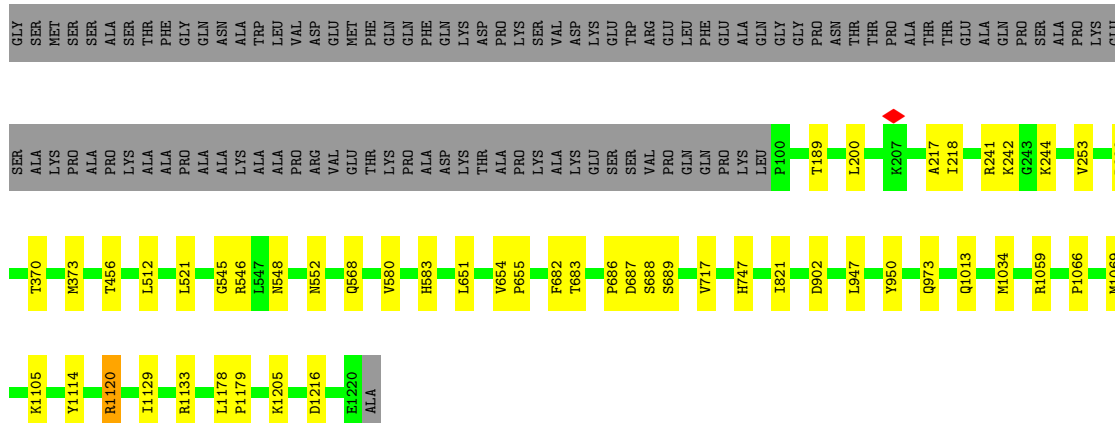 GLY SER MET SER SER ALA SER THR PHE GLY GLN ASN ALA TRP LEU VAL ASP GLU MET PHE GLN GLN PHE GLN LYS ASP PRO LYS SER VAL ASP LYS GLU TRP ARG GLU LEU PHE GLU ALA GLN GLY GLY PRO ASN THR THR PRO ALA THR THR GLU ALA GLN PRO SER ALA PRO LYS GLU
SER ALA LYS PRO ALA PRO LYS ALA ALA PRO ALA ALA LYS ALA ALA PRO ARG VAL GLU THR LYS PRO ALA ASP LYS THR ALA PRO LYS ALA LYS GLU SER SER VAL PRO GLN GLN PRO LYS LEU P100 T189 L200 K207 A217 I218 R241 K242 G243 K244 V253
T370 M373 T456 L512 L521 G545 R546 L547 N548 N552 Q568 V580 H583 L651 V654 P655 F682 T683 P686 D687 S688 S689 V717 H747 I821 D902 L947 Y950 Q973 Q1013 M1034 R1059 P1066 M1069
K1105 Y1114 R1120 I1129 R1133 L1178 P1179 K1205 D1216 E1220 ALA